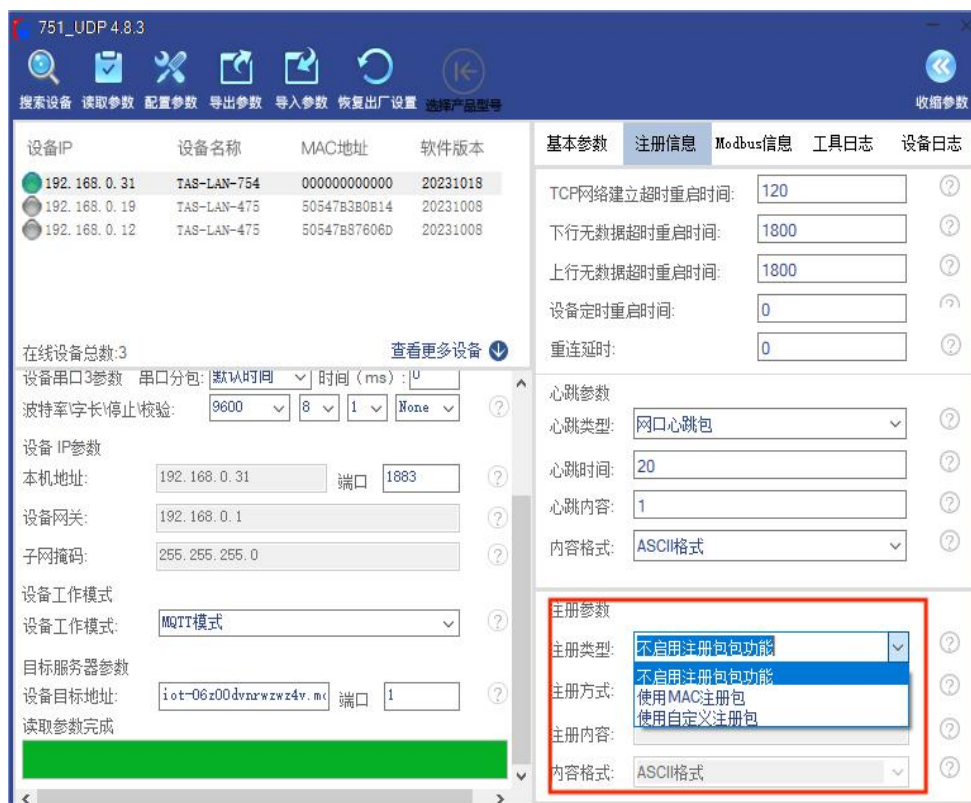 751_UDP 4.8.3
搜索设备 读取参数 配置参数 导出参数 导入参数 恢复出厂设置 选择产品型号 收缩参数
设备IP 设备名称 MAC地址 软件版本
192.168.0.31 TAS-LAN-754 000000000000 20231018
192.168.0.19 TAS-LAN-475 50547B3B0B14 20231008
192.168.0.12 TAS-LAN-475 50547B87606D 20231008
在线设备总数:3 查看更多设备
设备串口3参数 串口分包: 默认时间 时间(ms): 0
波特率\字长\停止\校验: 9600 8 1 None
设备 IP参数
本机地址: 192.168.0.31 端口 1883
设备网关: 192.168.0.1
子网掩码: 255.255.255.0
设备工作模式
设备工作模式: MQTT模式
目标服务器参数
设备目标地址: iot-06z00dvnrwzwz4v.mq 端口 1
读取参数完成
基本参数 注册信息 Modbus信息 工具日志 设备日志
TCP网络建立超时重启时间: 120
下行无数据超时重启时间: 1800
上行无数据超时重启时间: 1800
设备定时重启时间: 0
重连延时: 0
心跳参数
心跳类型: 网口心跳包
心跳时间: 20
心跳内容: 1
内容格式: ASCII格式
注册参数
注册类型: 不启用注册包包功能
不启用注册包包功能
注册方式: 使用MAC注册包
使用自定义注册包
注册内容:
内容格式: ASCII格式